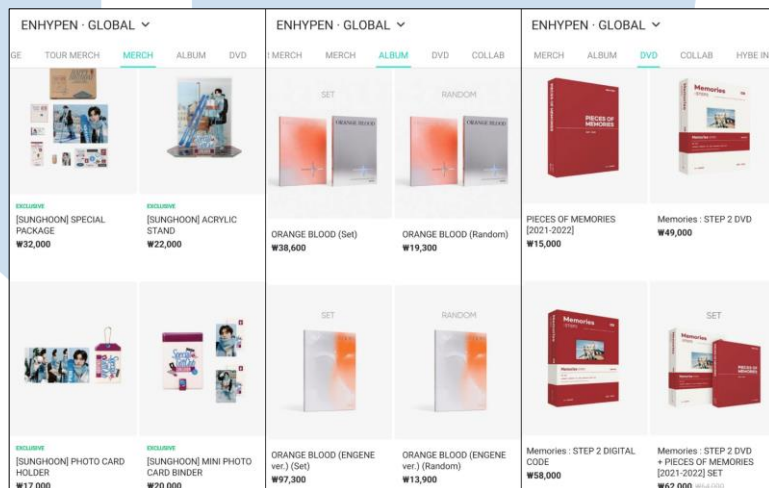 ENHYPEN · GLOBAL
GE TOUR MERCH MERCH ALBUM DVD
EXCLUSIVE
[SUNGHOON] SPECIAL
PACKAGE
₩32,000
EXCLUSIVE
[SUNGHOON] ACRYLIC
STAND
₩22,000
EXCLUSIVE
[SUNGHOON] PHOTO CARD
HOLDER
₩17,000
EXCLUSIVE
[SUNGHOON] MINI PHOTO
CARD BINDER
₩20,000
ENHYPEN · GLOBAL
MERCH MERCH ALBUM DVD COLLAB
SET
ORANGE BLOOD
ORANGE BLOOD (Set)
₩38,600
RANDOM
ORANGE BLOOD
ORANGE BLOOD (Random)
₩19,300
SET
ORANGE BLOOD (ENGENE
ver.) (Set)
₩97,300
RANDOM
ORANGE BLOOD (ENGENE
ver.) (Random)
₩13,900
ENHYPEN · GLOBAL
MERCH ALBUM DVD COLLAB HYBE IN
PIECES OF
MEMORIES
PIECES OF MEMORIES
[2021-2022]
₩15,000
Memories
Memories : STEP 2 DVD
₩49,000
Memories
Memories : STEP 2 DIGITAL
CODE
₩58,000
SET
Memories
PIECES OF
MEMORIES
Memories : STEP 2 DVD
+ PIECES OF MEMORIES
[2021-2022] SET
₩62,000 ₩64,000